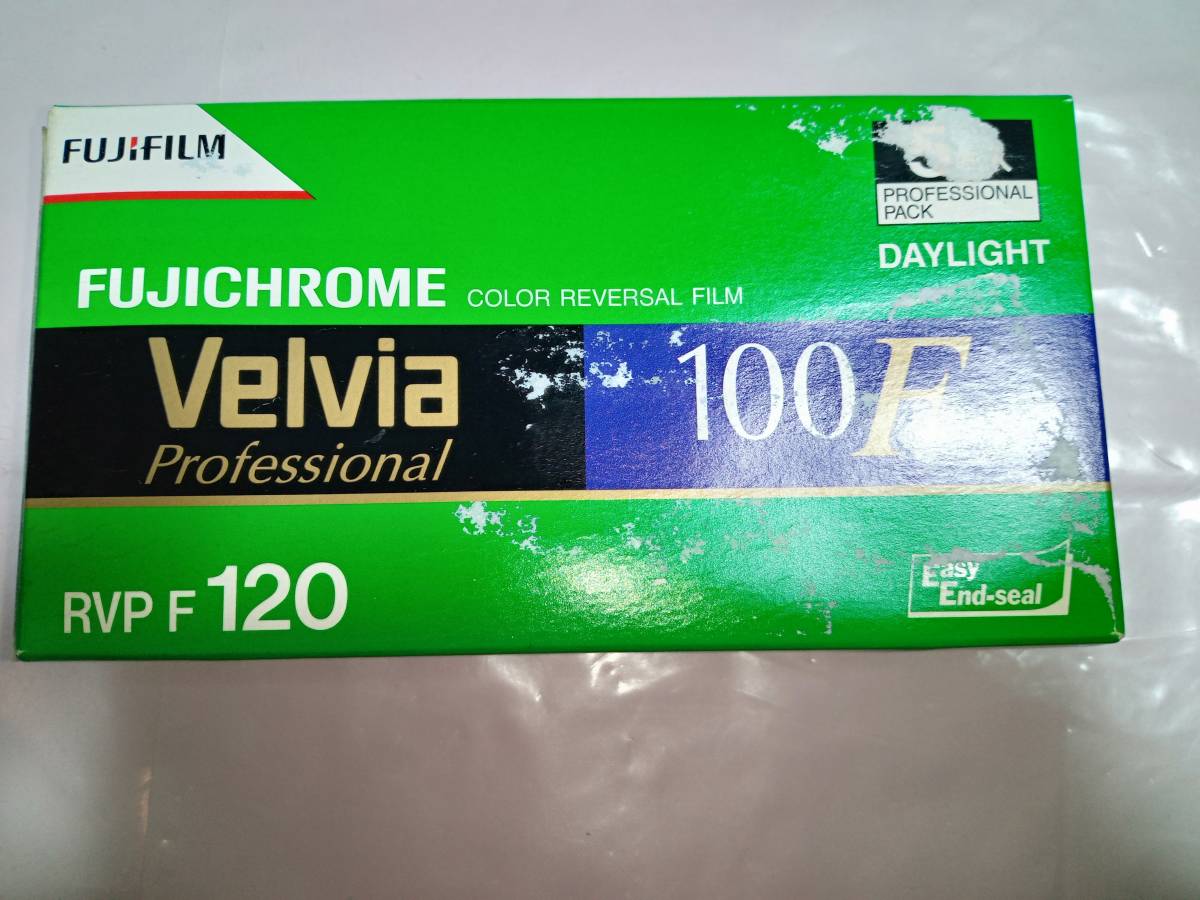 FUJIFILM
PROFESSIONAL
PACK
DAYLIGHT
FUJICHROME COLOR REVERSAL FILM
Velvia 100F
Professional
RVP F 120
Easy
End-seal